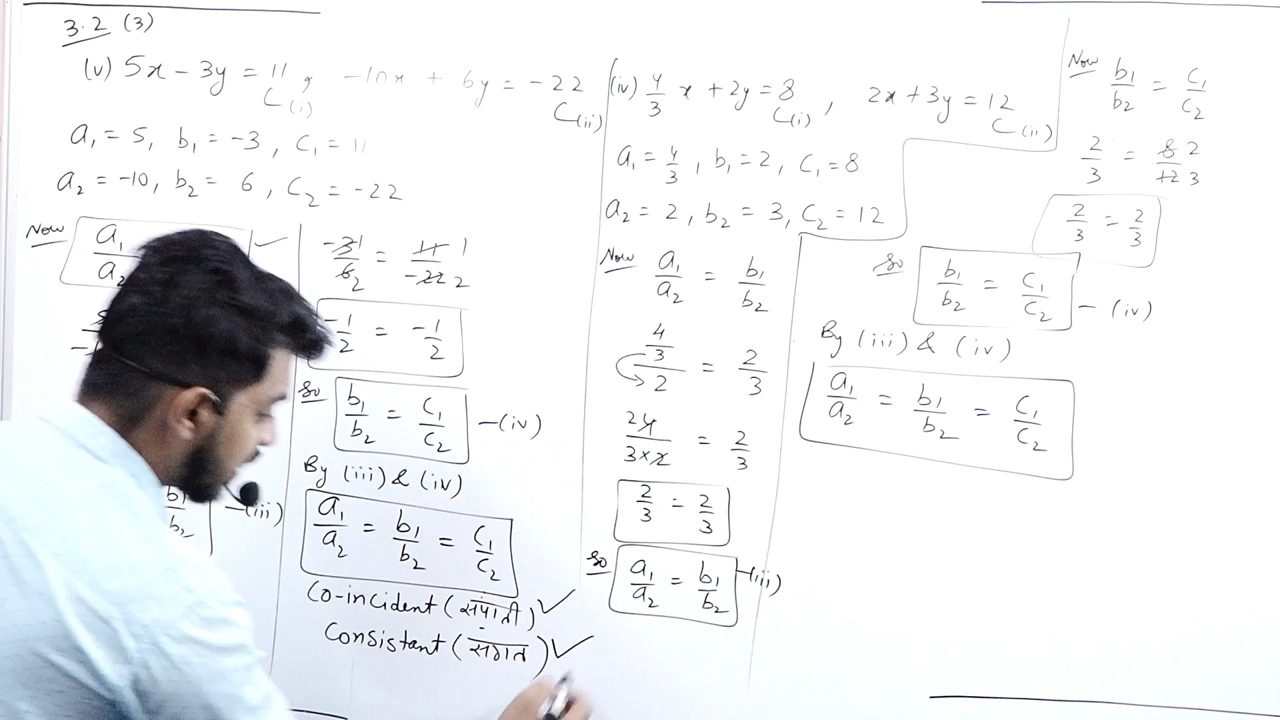 3.2 (3)
(v) 5x - 3y = 11 , -10x + 6y = -22
(i) (ii)
a₁ = 5, b₁ = -3, c₁ = 11
a₂ = -10, b₂ = 6, c₂ = -22
Now a₁/a₂
b₁/b₂ -(iii)
-3/6 = 11/-22
-1/2 = -1/2
So b₁/b₂ = c₁/c₂ -(iv)
By (iii) & (iv)
a₁/a₂ = b₁/b₂ = c₁/c₂
Co-incident (संपाती) ✓
Consistant (संगत) ✓
(iv) 4/3 x + 2y = 8 , 2x + 3y = 12
(i) (ii)
a₁ = 4/3, b₁ = 2, c₁ = 8
a₂ = 2, b₂ = 3, c₂ = 12
Now a₁/a₂ = b₁/b₂
4/3/2 = 2/3
2 4/3×2 = 2/3
2/3 = 2/3
So a₁/a₂ = b₁/b₂ -(iii)
Now b₁/b₂ = c₁/c₂
2/3 = 8/12 2/3
2/3 = 2/3
So b₁/b₂ = c₁/c₂ -(iv)
By (iii) & (iv)
a₁/a₂ = b₁/b₂ = c₁/c₂